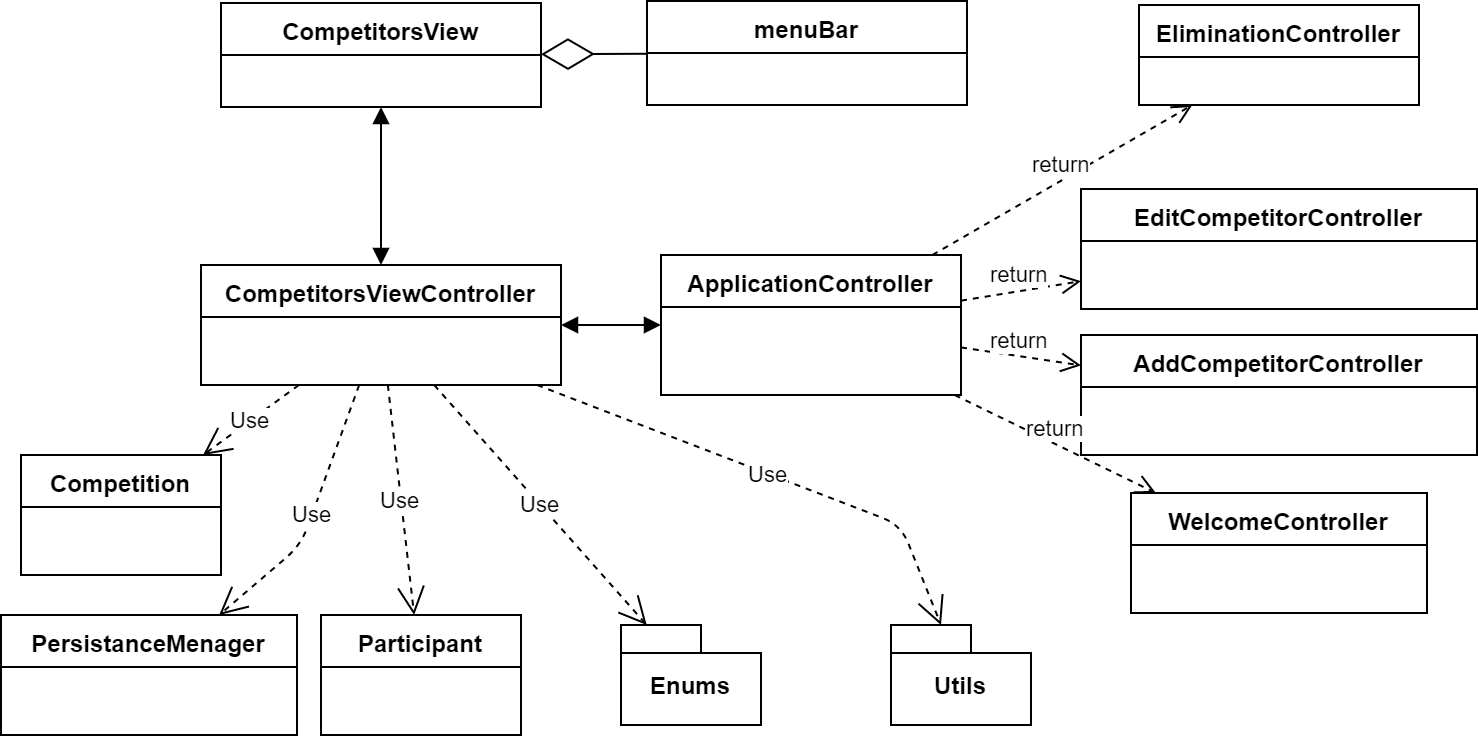 CompetitorsView
menuBar
EliminationController
return
EditCompetitorController
CompetitorsViewController
ApplicationController
return
return
AddCompetitorController
Use
return
Competition
Use
Use
Use
Use
WelcomeController
PersistanceMenager
Participant
Enums
Utils